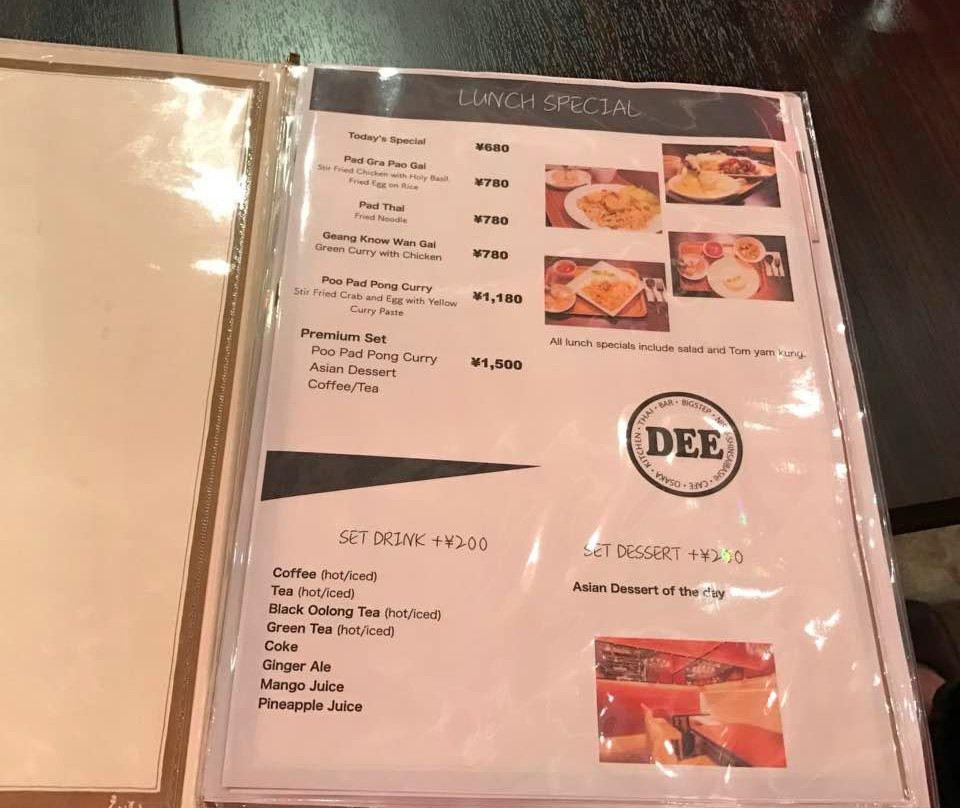 LUNCH SPECIAL
Today's Special ¥680
Pad Gra Pao Gai
Stir Fried Chicken with Holy Basil, ¥780
Fried Egg on Rice
Pad Thai ¥780
Fried Noodle
Geang Know Wan Gai ¥780
Green Curry with Chicken
Poo Pad Pong Curry ¥1,180
Stir Fried Crab and Egg with Yellow
Curry Paste
Premium Set
Poo Pad Pong Curry ¥1,500
Asian Dessert
Coffee/Tea
All lunch specials include salad and Tom yam kung.
KITCHEN • THAI • BAR • BIGSTEP • SHINSAIBASHI • CAFE • OSAKA
DEE
SET DRINK +¥200
Coffee (hot/iced)
Tea (hot/iced)
Black Oolong Tea (hot/iced)
Green Tea (hot/iced)
Coke
Ginger Ale
Mango Juice
Pineapple Juice
SET DESSERT
Asian Dessert of the day